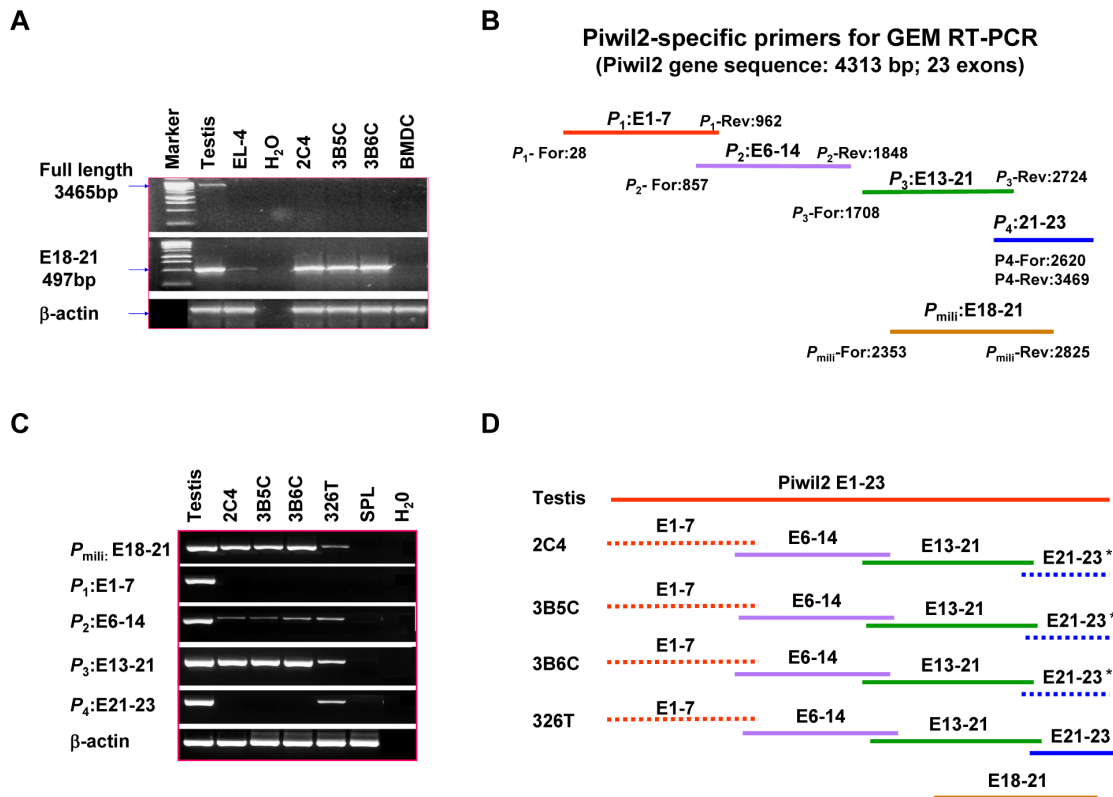 A
Marker
Testis
EL-4
H2O
2C4
3B5C
3B6C
BMDC
Full length
3465bp
E18-21
497bp
β-actin
B
Piwil2-specific primers for GEM RT-PCR
(Piwil2 gene sequence: 4313 bp; 23 exons)
P1:E1-7
P1-Rev:962
P1- For:28
P2:E6-14
P2-Rev:1848
P2- For:857
P3:E13-21
P3-Rev:2724
P3-For:1708
P4:21-23
P4-For:2620
P4-Rev:3469
Pmili:E18-21
Pmili-For:2353
Pmili-Rev:2825
C
Testis
2C4
3B5C
3B6C
326T
SPL
H20
Pmili: E18-21
P1:E1-7
P2:E6-14
P3:E13-21
P4:E21-23
β-actin
D
Piwil2 E1-23
Testis
2C4
E1-7
E6-14
E13-21
E21-23 *
3B5C
E1-7
E6-14
E13-21
E21-23 *
3B6C
E1-7
E6-14
E13-21
E21-23 *
326T
E1-7
E6-14
E13-21
E21-23
E18-21